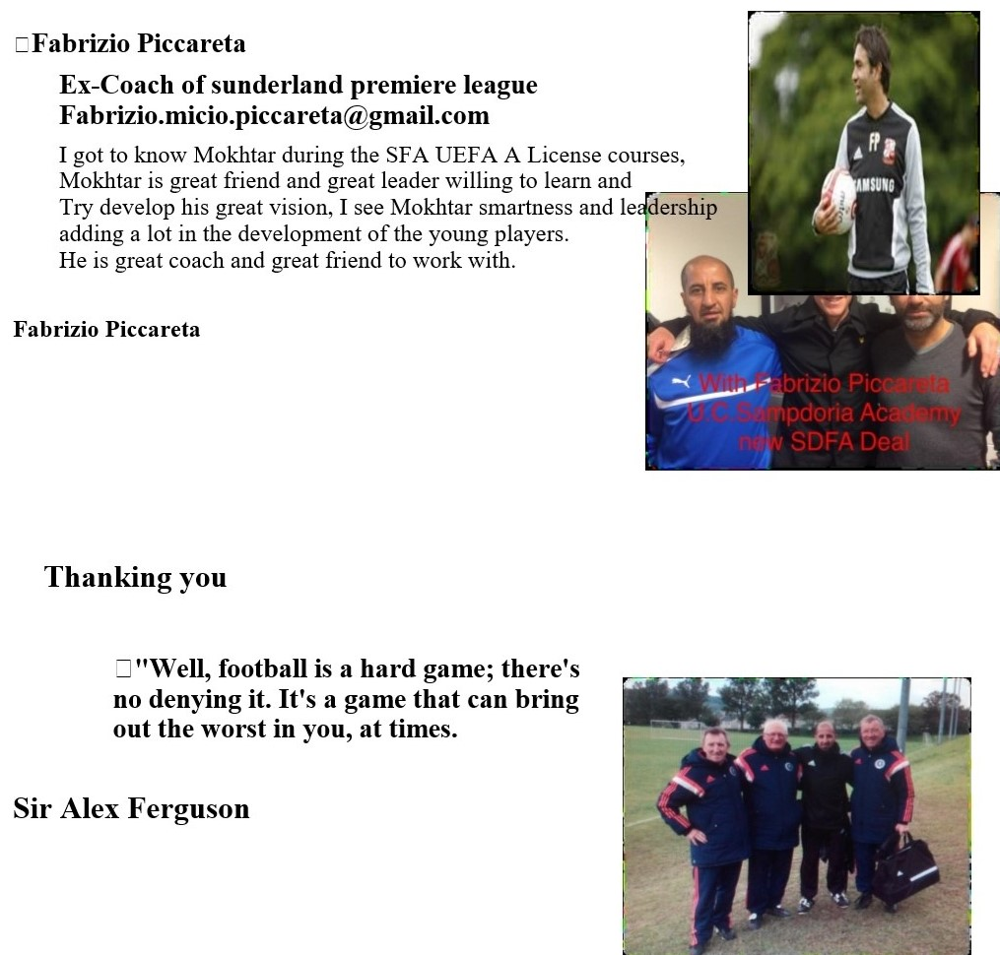 Fabrizio Piccareta
Ex-Coach of sunderland premiere league
Fabrizio.micio.piccareta@gmail.com
I got to know Mokhtar during the SFA UEFA A License courses,
Mokhtar is great friend and great leader willing to learn and
Try develop his great vision, I see Mokhtar smartness and leadership
adding a lot in the development of the young players.
He is great coach and great friend to work with.
Fabrizio Piccareta
FP
SAMSUNG
With Fabrizio Piccareta
U.C.Sampdoria Academy
new SDFA Deal
Thanking you
"Well, football is a hard game; there's
no denying it. It's a game that can bring
out the worst in you, at times.
Sir Alex Ferguson